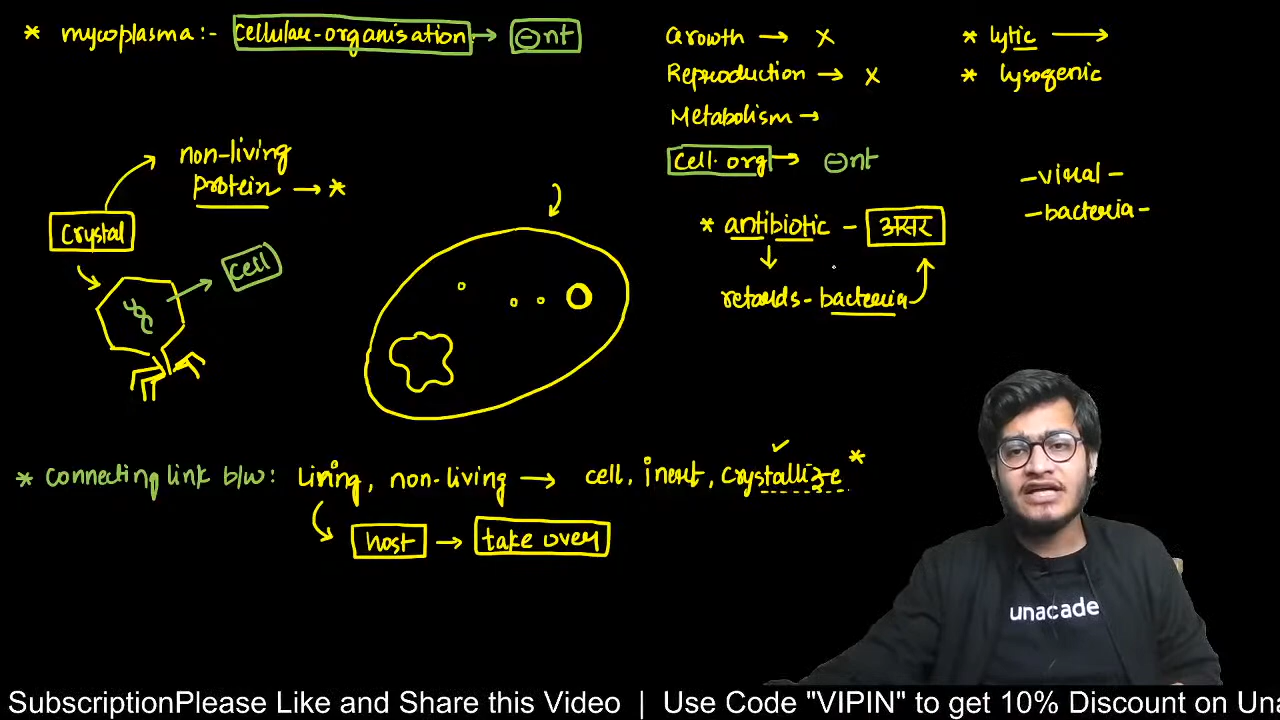 * mycoplasma:- cellular-organisation → ⊖nt
Growth → x
Reproduction → x
Metabolism →
Cell. org → ⊖nt
* lytic →
* lysogenic
non-living
protein → *
Crystal
cell
- viral -
- bacteria -
* antibiotic - असर
retards - bacteria
* Connecting link b/w: living, non-living → cell, inert, crystallize *
host → take over
unacade
SubscriptionPlease Like and Share this Video | Use Code "VIPIN" to get 10% Discount on Una